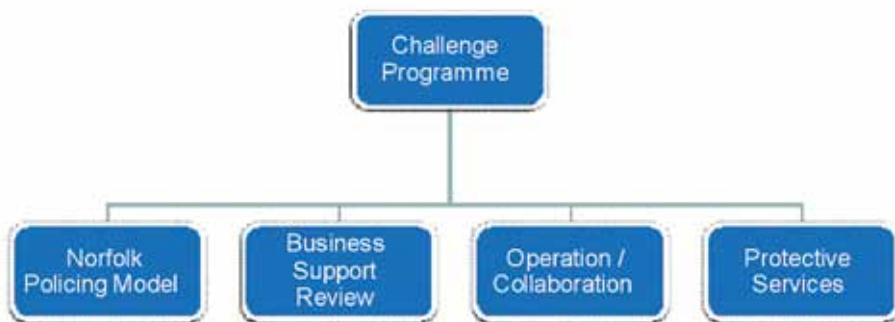 Challenge
Programme
Norfolk
Policing Model
Business
Support
Review
Operation /
Collaboration
Protective
Services